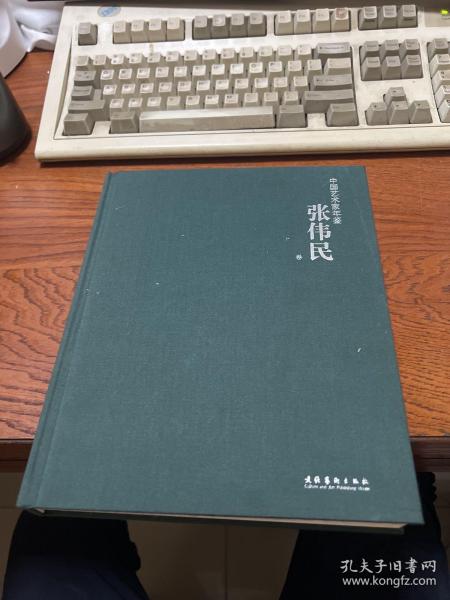 中国艺术家年鉴
张伟民
卷
文化艺术出版社
Culture and Art Publishing House
孔夫子旧书网
www.kongfz.com